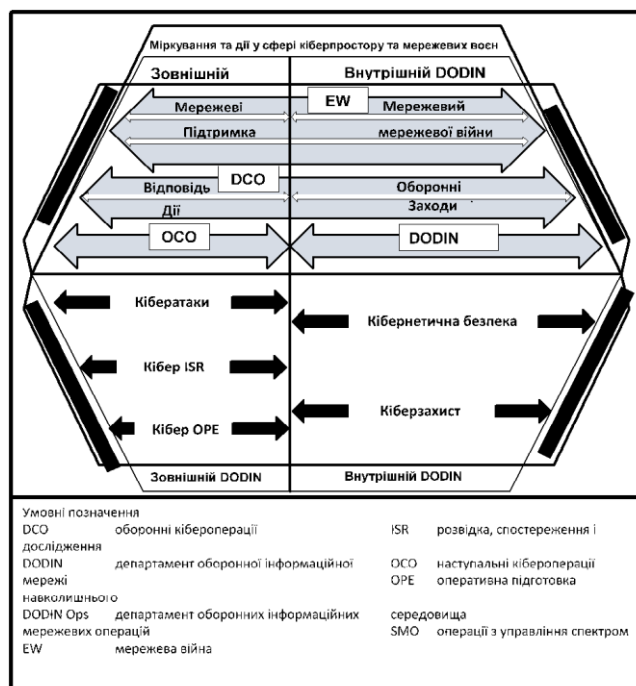 Міркування та дії у сфері кіберпростору та мережевих воєн
Зовнішній Внутрішній DODIN
EW
Мережеві Мережевий
Підтримка мережевої війни
DCO
Відповідь Оборонні
Дії Заходи
OCO DODIN
Кібератаки
Кібернетична безпека
Кібер ISR
Кіберзахист
Кібер OPE
Зовнішній DODIN Внутрішній DODIN
Умовні позначення
DCO оборонні кібероперації ISR розвідка, спостереження і
дослідження
DODIN департамент оборонної інформаційної OCO наступальні кібероперації
мережі OPE оперативна підготовка
навколишнього
DODIN Ops департамент оборонних інформаційних середовища
мережевих операцій SMO операції з управління спектром
EW мережева війна